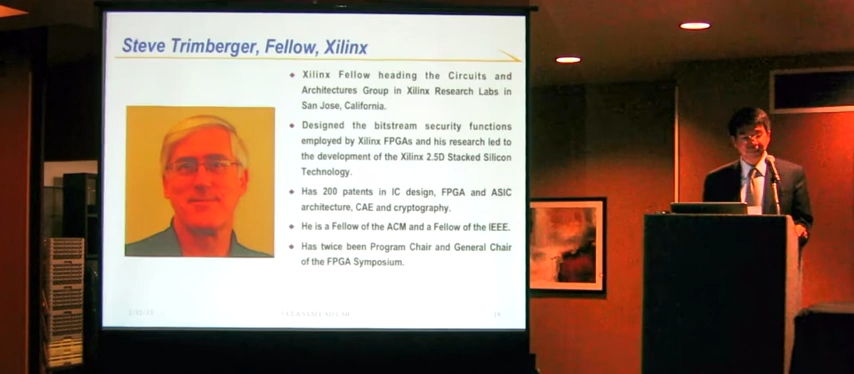 Steve Trimberger, Fellow, Xilinx
Xilinx Fellow heading the Circuits and
Architectures Group in Xilinx Research Labs in
San Jose, California.
Designed the bitstream security functions
employed by Xilinx FPGAs and his research led to
the development of the Xilinx 2.5D Stacked Silicon
Technology.
Has 200 patents in IC design, FPGA and ASIC
architecture, CAE and cryptography.
He is a Fellow of the ACM and a Fellow of the IEEE.
Has twice been Program Chair and General Chair
of the FPGA Symposium.